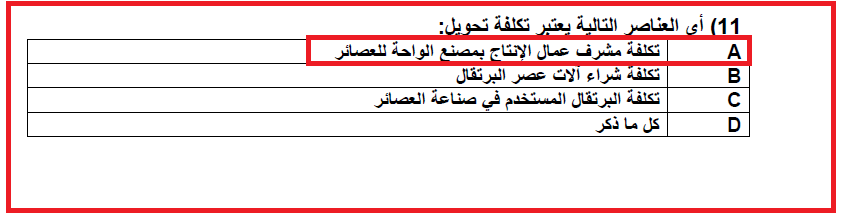 11) أي العناصر التالية يعتبر تكلفة تحويل:
A تكلفة مشرف عمال الإنتاج بمصنع الواحة للعصائر
B تكلفة شراء آلات عصر البرتقال
C تكلفة البرتقال المستخدم في صناعة العصائر
D كل ما ذكر